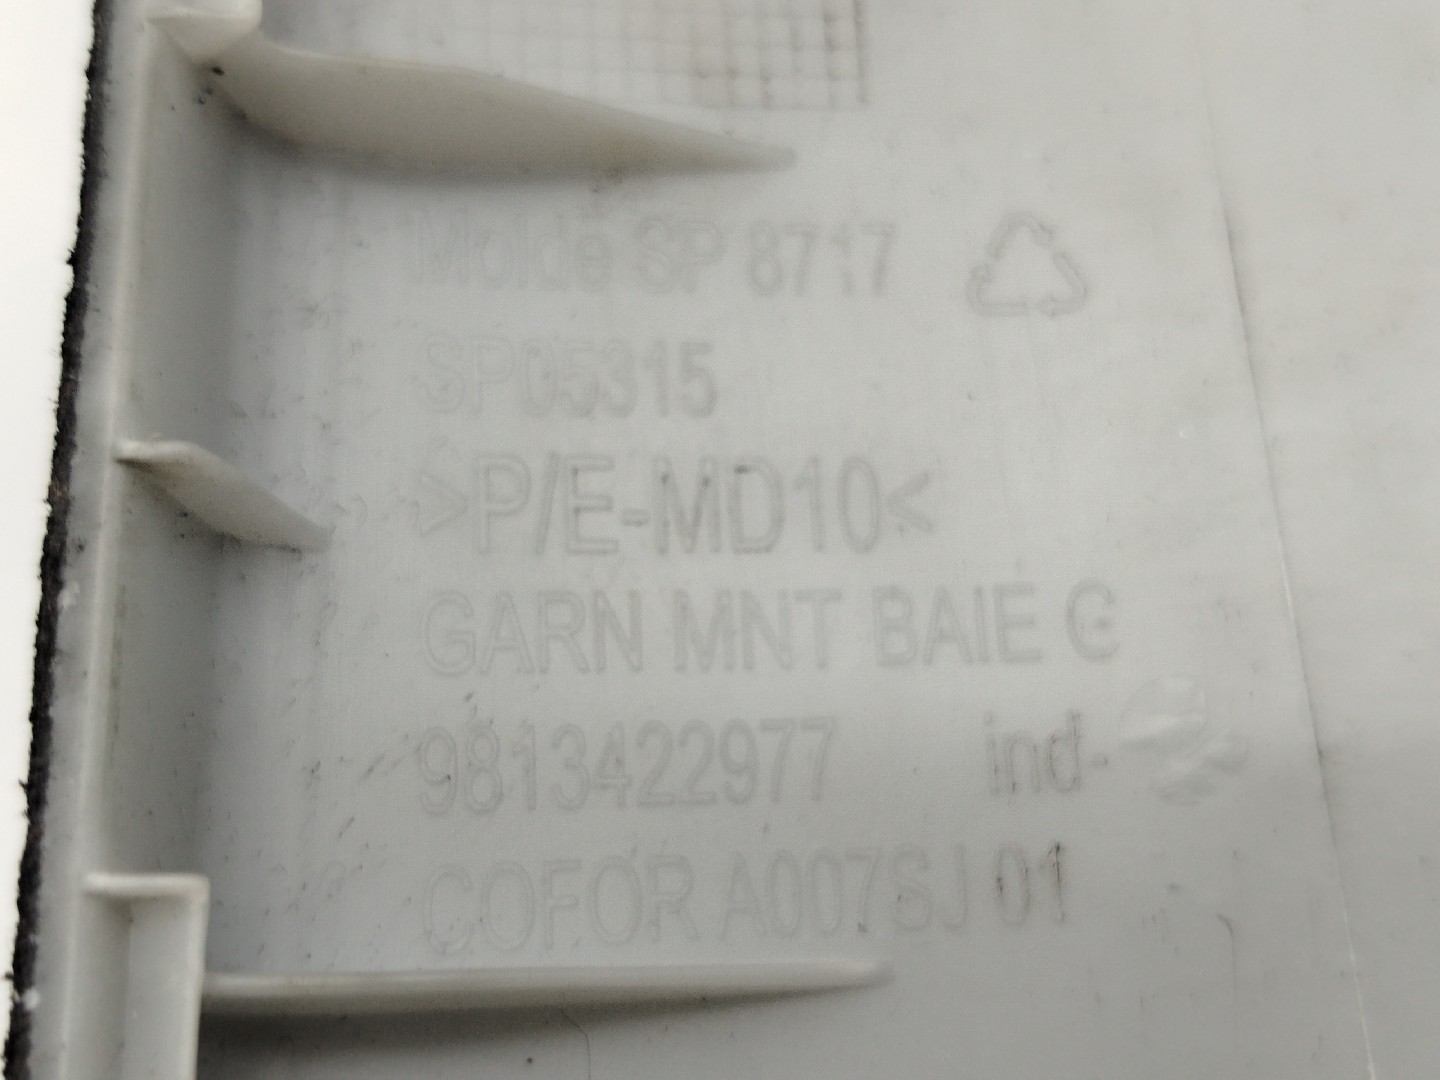 Molde SP 8717
SP05315
>P/E-MD10<
GARN MNT BAIE G
9813422977 ind-
COFOR A007SJ 01